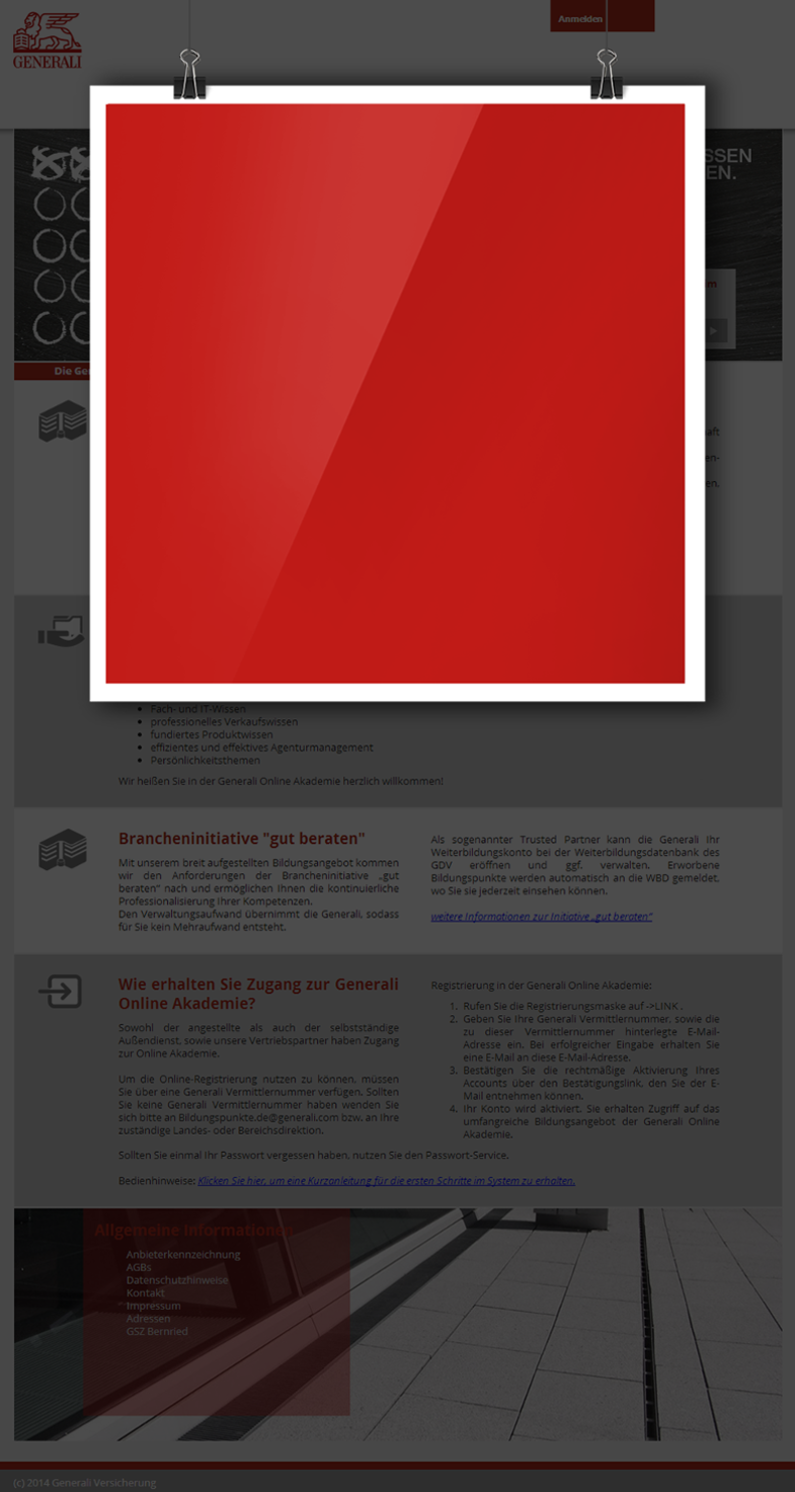 GENERALI
Anmelden
SSEN
EN.
Die Ge
Fach- und IT-Wissen
professionelles Verkaufswissen
fundiertes Produktwissen
effizientes und effektives Agenturmanagement
Persönlichkeitsthemen
Wir heißen Sie in der Generali Online Akademie herzlich willkommen!
Brancheninitiative "gut beraten"
Mit unserem breit aufgestellten Bildungsangebot kommen
wir den Anforderungen der Brancheninitiative „gut
beraten" nach und ermöglichen Ihnen die kontinuierliche
Professionalisierung Ihrer Kompetenzen.
Den Verwaltungsaufwand übernimmt die Generali, sodass
für Sie kein Mehraufwand entsteht.
Als sogenannter Trusted Partner kann die Generali Ihr
Weiterbildungskonto bei der Weiterbildungsdatenbank des
GDV eröffnen und ggf. verwalten. Erworbene
Bildungspunkte werden automatisch an die WBD gemeldet,
wo Sie sie jederzeit einsehen können.
weitere Informationen zur Initiative „gut beraten"
Wie erhalten Sie Zugang zur Generali
Online Akademie?
Sowohl der angestellte als auch der selbstständige
Außendienst, sowie unsere Vertriebspartner haben Zugang
zur Online Akademie.
Um die Online-Registrierung nutzen zu können, müssen
Sie über eine Generali Vermittlernummer verfügen. Sollten
Sie keine Generali Vermittlernummer haben wenden Sie
sich bitte an Bildungspunkte.de@generali.com bzw. an Ihre
zuständige Landes- oder Bereichsdirektion.
Registrierung in der Generali Online Akademie:
1. Rufen Sie die Registrierungsmaske auf ->LINK .
2. Geben Sie Ihre Generali Vermittlernummer, sowie die
zu dieser Vermittlernummer hinterlegte E-Mail-
Adresse ein. Bei erfolgreicher Eingabe erhalten Sie
eine E-Mail an diese E-Mail-Adresse.
3. Bestätigen Sie die rechtmäßige Aktivierung Ihres
Accounts über den Bestätigungslink, den Sie der E-
Mail entnehmen können.
4. Ihr Konto wird aktiviert. Sie erhalten Zugriff auf das
umfangreiche Bildungsangebot der Generali Online
Akademie.
Sollten Sie einmal Ihr Passwort vergessen haben, nutzen Sie den Passwort-Service.
Bedienhinweise: Klicken Sie hier, um eine Kurzanleitung für die ersten Schritte im System zu erhalten.
Allgemeine Informationen
Anbieterkennzeichnung
AGBs
Datenschutzhinweise
Kontakt
Impressum
Adressen
GSZ Bernried
(c) 2014 Generali Versicherung